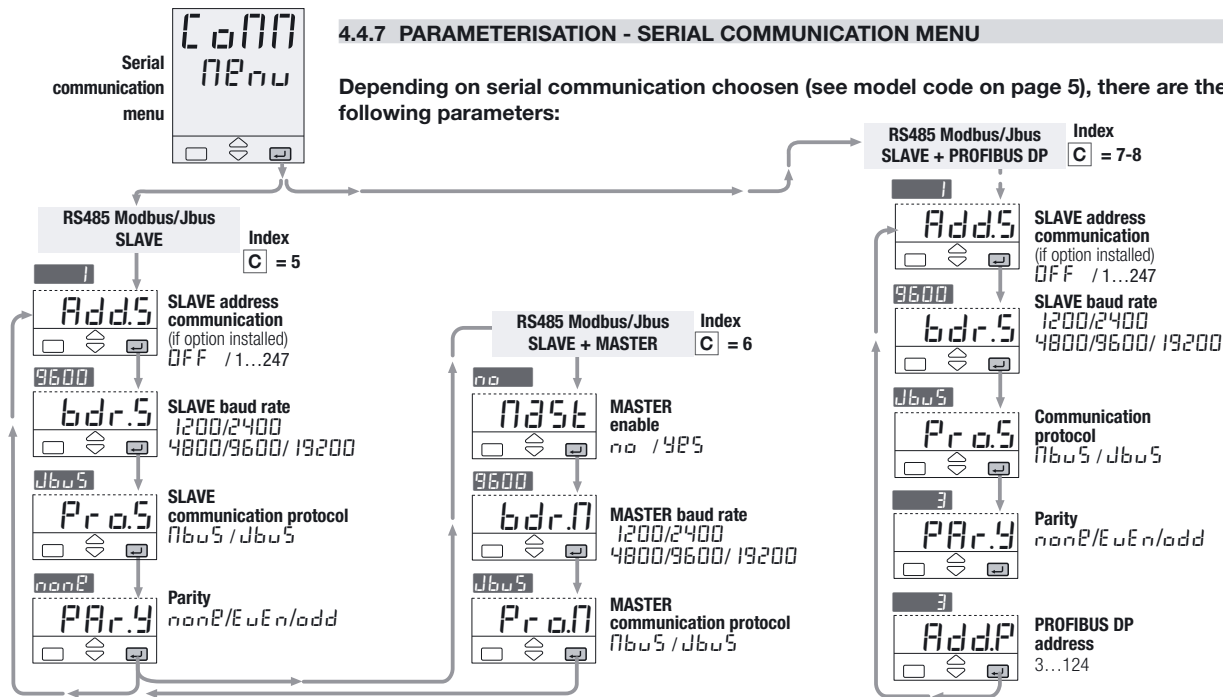 4.4.7 PARAMETERISATION - SERIAL COMMUNICATION MENU
Depending on serial communication choosen (see model code on page 5), there are the
following parameters:
Serial
communication
menu
CoMM
MEnu
RS485 Modbus/Jbus
SLAVE
Index
C = 5
1
Add.S
SLAVE address
communication
(if option installed)
OFF / 1...247
9600
bdr.S
SLAVE baud rate
1200/2400
4800/9600/19200
JbuS
Pro.S
SLAVE
communication protocol
MbuS / JbuS
nonE
PAr.Y
Parity
nonE/EuEn/odd
RS485 Modbus/Jbus
SLAVE + MASTER
Index
C = 6
no
MaSt
MASTER
enable
no / YES
9600
bdr.M
MASTER baud rate
1200/2400
4800/9600/19200
JbuS
Pro.M
MASTER
communication protocol
MbuS / JbuS
RS485 Modbus/Jbus
SLAVE + PROFIBUS DP
Index
C = 7-8
1
Add.S
SLAVE address
communication
(if option installed)
OFF / 1...247
9600
bdr.S
SLAVE baud rate
1200/2400
4800/9600/19200
JbuS
Pro.S
Communication
protocol
MbuS / JbuS
3
PAr.Y
Parity
nonE/EuEn/odd
3
Add.P
PROFIBUS DP
address
3...124